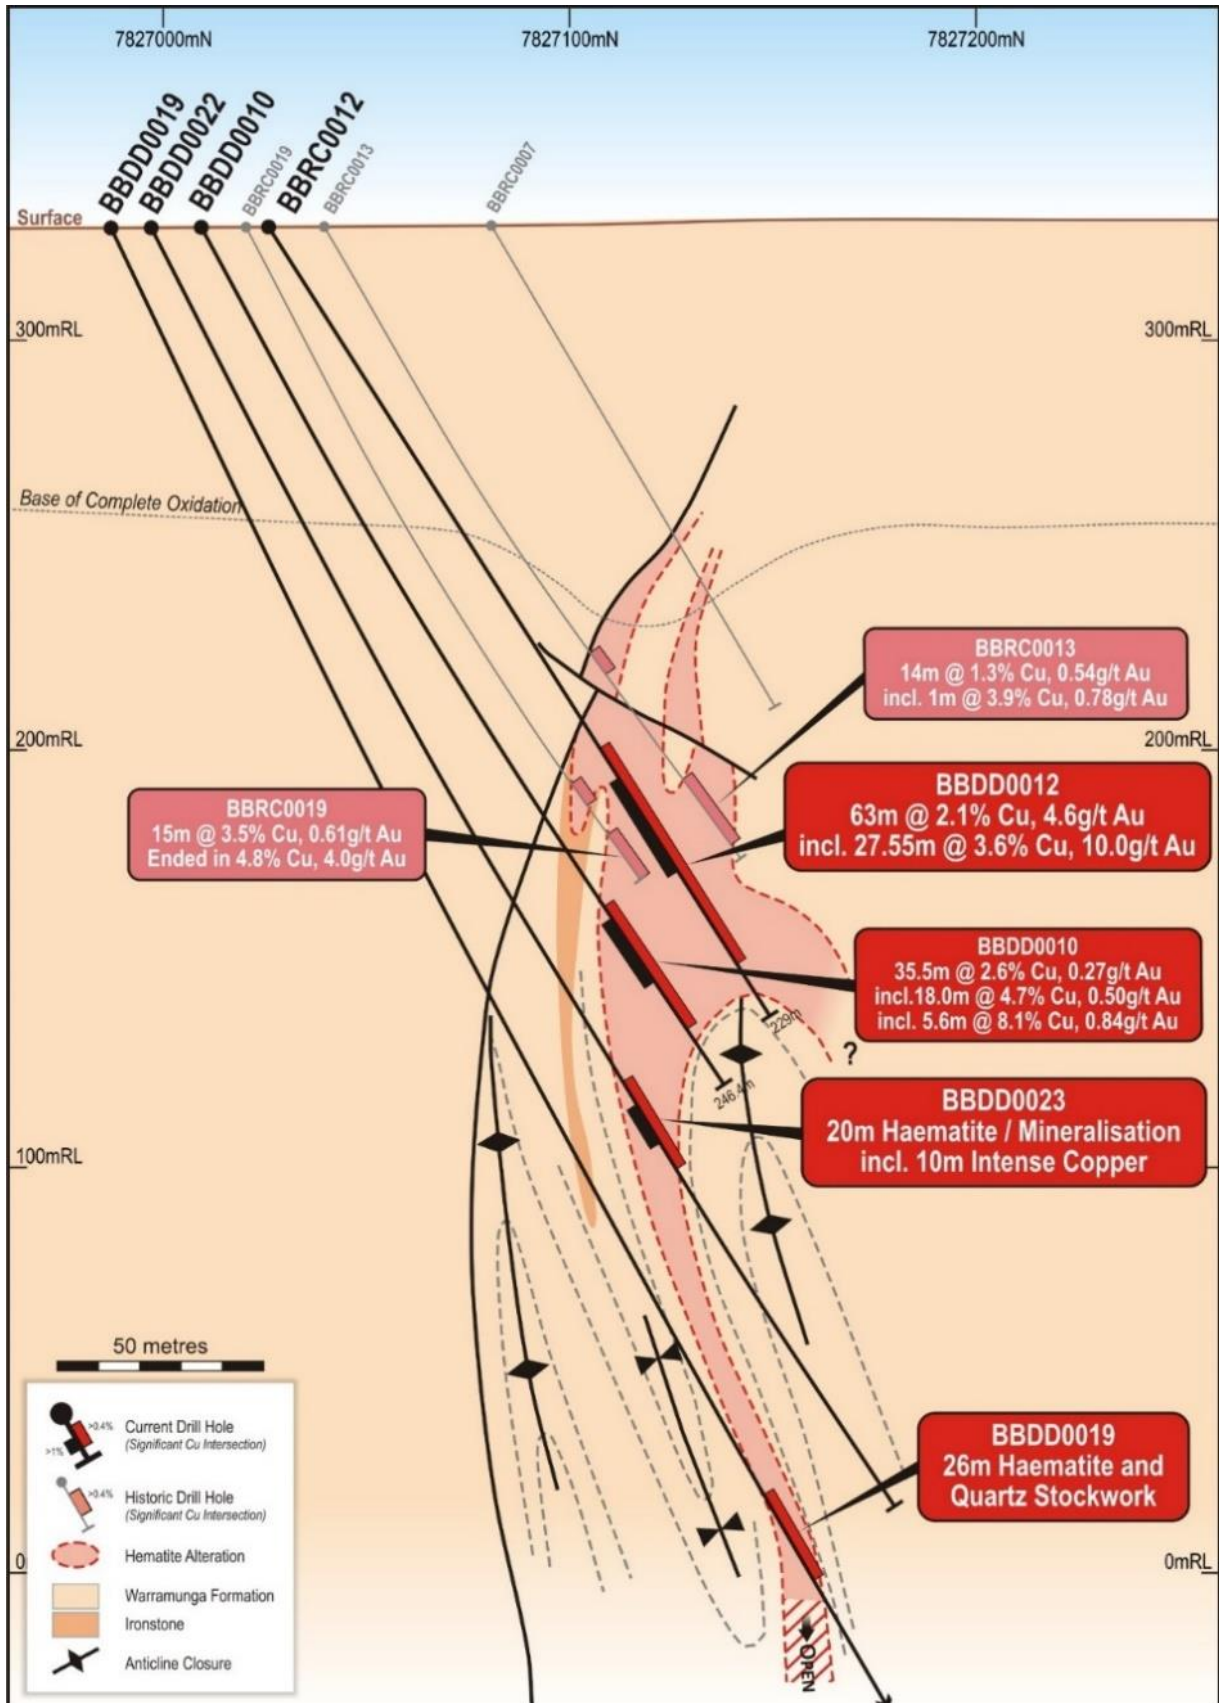 7827000mN
7827100mN
7827200mN
BBDD0019
BBDD0022
BBDD0010
BBRC0019
BBRC0012
BBRC0013
BBRC0007
Surface
300mRL
300mRL
Base of Complete Oxidation
BBRC0013
14m @ 1.3% Cu, 0.54g/t Au
incl. 1m @ 3.9% Cu, 0.78g/t Au
200mRL
200mRL
BBDD0012
63m @ 2.1% Cu, 4.6g/t Au
incl. 27.55m @ 3.6% Cu, 10.0g/t Au
BBRC0019
15m @ 3.5% Cu, 0.61g/t Au
Ended in 4.8% Cu, 4.0g/t Au
BBDD0010
35.5m @ 2.6% Cu, 0.27g/t Au
incl.18.0m @ 4.7% Cu, 0.50g/t Au
incl. 5.6m @ 8.1% Cu, 0.84g/t Au
229m
?
246.4m
BBDD0023
20m Haematite / Mineralisation
incl. 10m Intense Copper
100mRL
50 metres
BBDD0019
26m Haematite and
Quartz Stockwork
>0.4%
>1%
Current Drill Hole
(Significant Cu Intersection)
>0.4%
Historic Drill Hole
(Significant Cu Intersection)
Hematite Alteration
Warramunga Formation
Ironstone
Anticline Closure
0
0mRL
OPEN